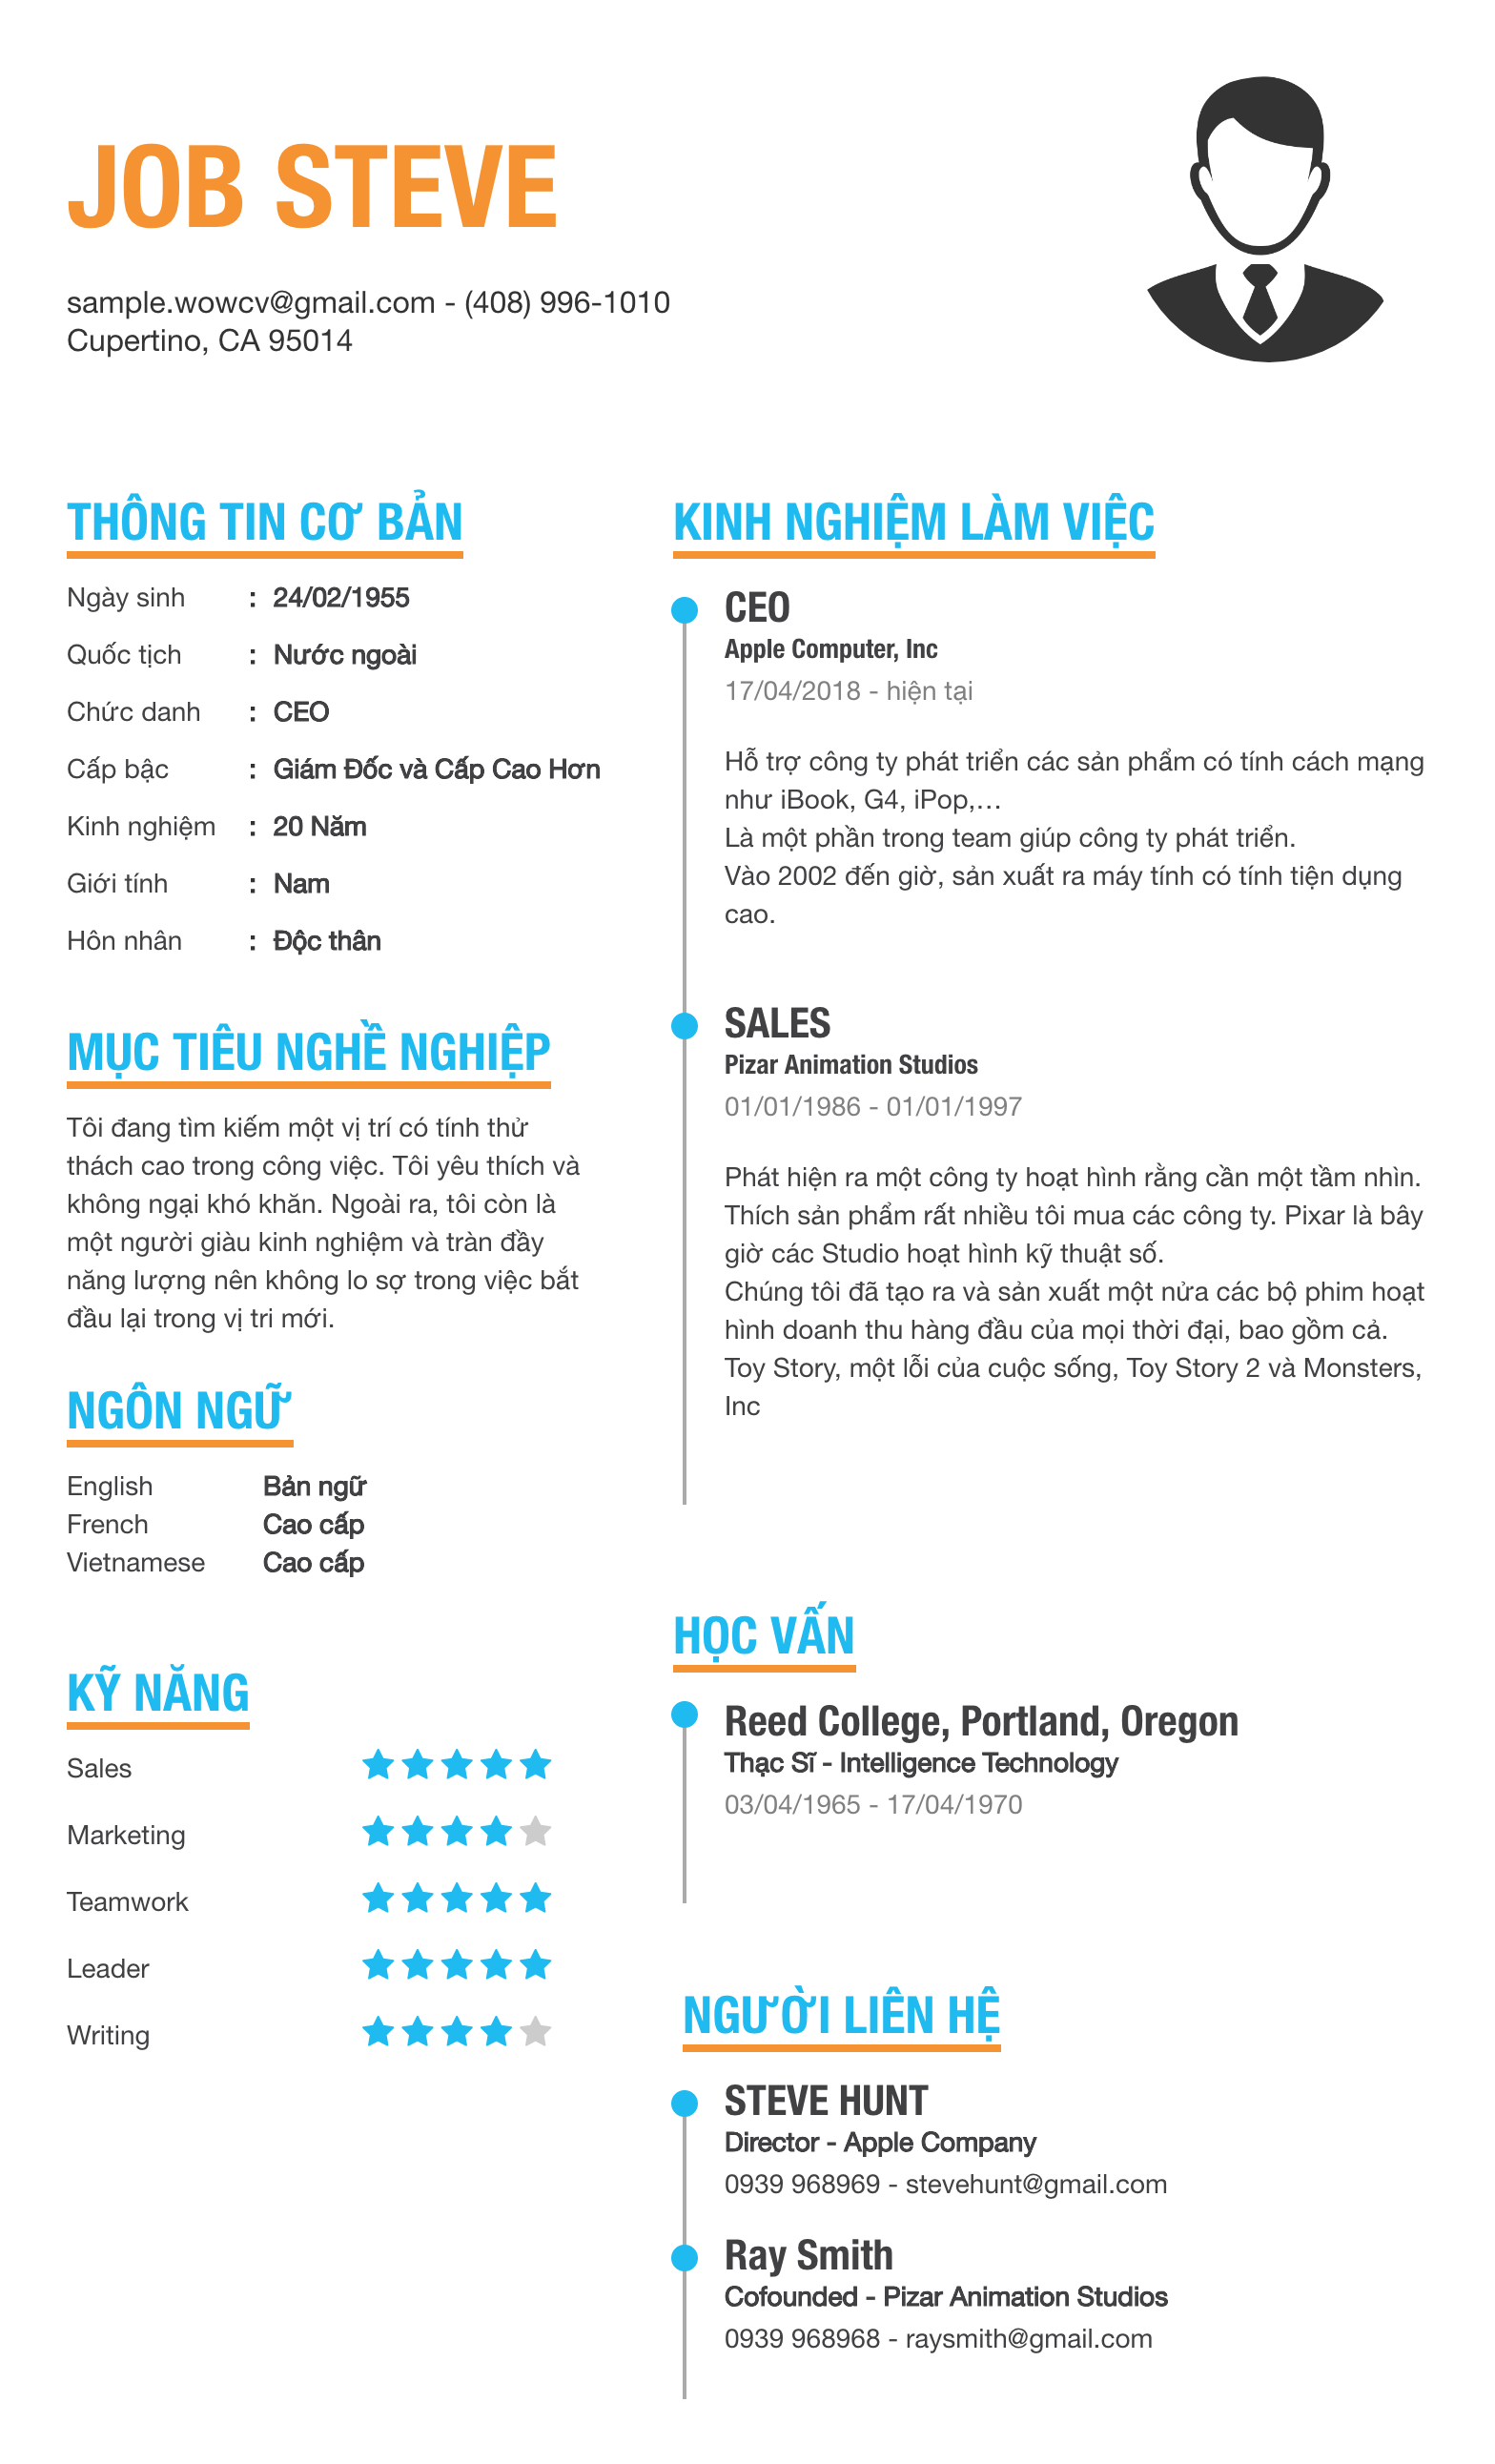 JOB STEVE
sample.wowcv@gmail.com - (408) 996-1010
Cupertino, CA 95014
THÔNG TIN CƠ BẢN
Ngày sinh : 24/02/1955
Quốc tịch : Nước ngoài
Chức danh : CEO
Cấp bậc : Giám Đốc và Cấp Cao Hơn
Kinh nghiệm : 20 Năm
Giới tính : Nam
Hôn nhân : Độc thân
MỤC TIÊU NGHỀ NGHIỆP
Tôi đang tìm kiếm một vị trí có tính thử
thách cao trong công việc. Tôi yêu thích và
không ngại khó khăn. Ngoài ra, tôi còn là
một người giàu kinh nghiệm và tràn đầy
năng lượng nên không lo sợ trong việc bắt
đầu lại trong vị tri mới.
NGÔN NGỮ
English Bản ngữ
French Cao cấp
Vietnamese Cao cấp
KỸ NĂNG
Sales
Marketing
Teamwork
Leader
Writing
KINH NGHIỆM LÀM VIỆC
CEO
Apple Computer, Inc
17/04/2018 - hiện tại
Hỗ trợ công ty phát triển các sản phẩm có tính cách mạng
như iBook, G4, iPop,…
Là một phần trong team giúp công ty phát triển.
Vào 2002 đến giờ, sản xuất ra máy tính có tính tiện dụng
cao.
SALES
Pizar Animation Studios
01/01/1986 - 01/01/1997
Phát hiện ra một công ty hoạt hình rằng cần một tầm nhìn.
Thích sản phẩm rất nhiều tôi mua các công ty. Pixar là bây
giờ các Studio hoạt hình kỹ thuật số.
Chúng tôi đã tạo ra và sản xuất một nửa các bộ phim hoạt
hình doanh thu hàng đầu của mọi thời đại, bao gồm cả.
Toy Story, một lỗi của cuộc sống, Toy Story 2 và Monsters,
Inc
HỌC VẤN
Reed College, Portland, Oregon
Thạc Sĩ - Intelligence Technology
03/04/1965 - 17/04/1970
NGƯỜI LIÊN HỆ
STEVE HUNT
Director - Apple Company
0939 968969 - stevehunt@gmail.com
Ray Smith
Cofounded - Pizar Animation Studios
0939 968968 - raysmith@gmail.com